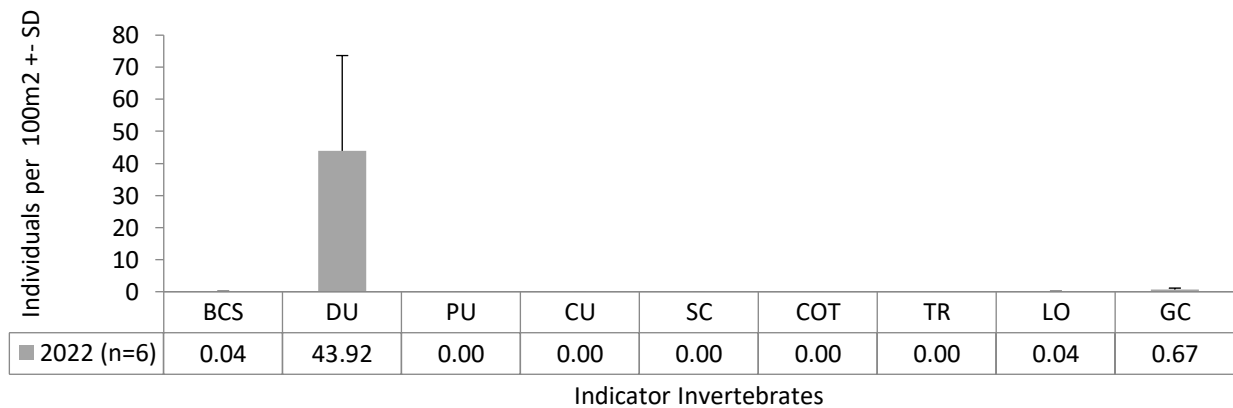 Individuals per 100m2 +- SD
80
70
60
50
40
30
20
10
0
BCS DU PU CU SC COT TR LO GC
2022 (n=6) 0.04 43.92 0.00 0.00 0.00 0.00 0.00 0.04 0.67
Indicator Invertebrates